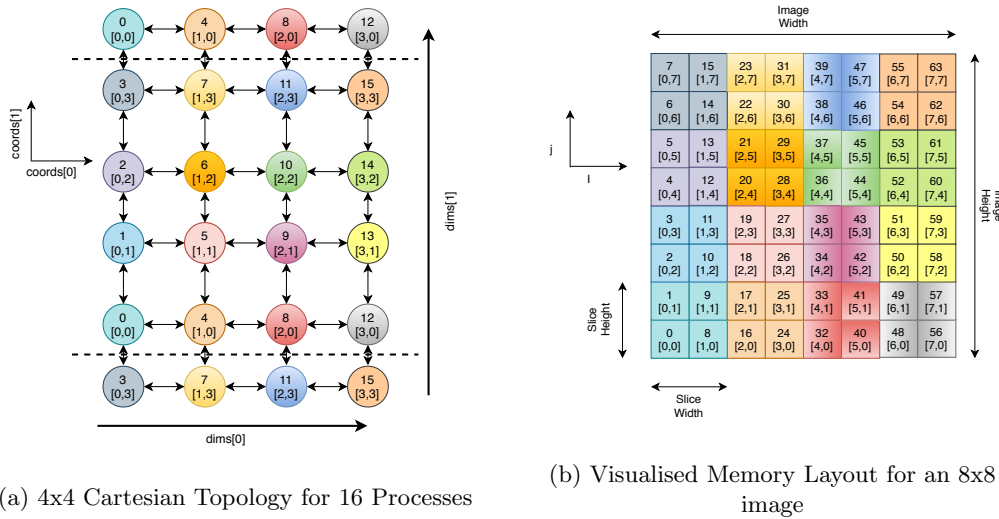 0 4 8 12
[0,0] [1,0] [2,0] [3,0]
3 7 11 15
[0,3] [1,3] [2,3] [3,3]
coords[1]
coords[0]
2 6 10 14
[0,2] [1,2] [2,2] [3,2]
dims[1]
1 5 9 13
[0,1] [1,1] [2,1] [3,1]
0 4 8 12
[0,0] [1,0] [2,0] [3,0]
3 7 11 15
[0,3] [1,3] [2,3] [3,3]
dims[0]
(a) 4x4 Cartesian Topology for 16 Processes
Image
Width
7 15 23 31 39 47 55 63
[0,7] [1,7] [2,7] [3,7] [4,7] [5,7] [6,7] [7,7]
6 14 22 30 38 46 54 62
[0,6] [1,6] [2,6] [3,6] [4,6] [5,6] [6,6] [7,6]
j
I
5 13 21 29 37 45 53 61
[0,5] [1,5] [2,5] [3,5] [4,5] [5,5] [6,5] [7,5]
4 12 20 28 36 44 52 60
[0,4] [1,4] [2,4] [3,4] [4,4] [5,4] [6,4] [7,4]
Image
Height
3 11 19 27 35 43 51 59
[0,3] [1,3] [2,3] [3,3] [4,3] [5,3] [6,3] [7,3]
2 10 18 26 34 42 50 58
[0,2] [1,2] [2,2] [3,2] [4,2] [5,2] [6,2] [7,2]
Slice
Height
1 9 17 25 33 41 49 57
[0,1] [1,1] [2,1] [3,1] [4,1] [5,1] [6,1] [7,1]
0 8 16 24 32 40 48 56
[0,0] [1,0] [2,0] [3,0] [4,0] [5,0] [6,0] [7,0]
Slice
Width
(b) Visualised Memory Layout for an 8x8
image